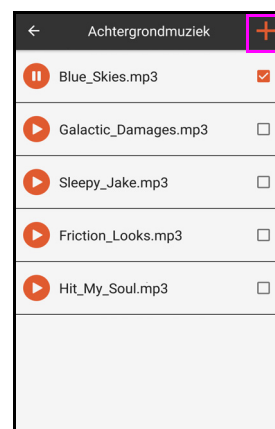 Achtergrondmuziek
Blue_Skies.mp3
Galactic_Damages.mp3
Sleepy_Jake.mp3
Friction_Looks.mp3
Hit_My_Soul.mp3